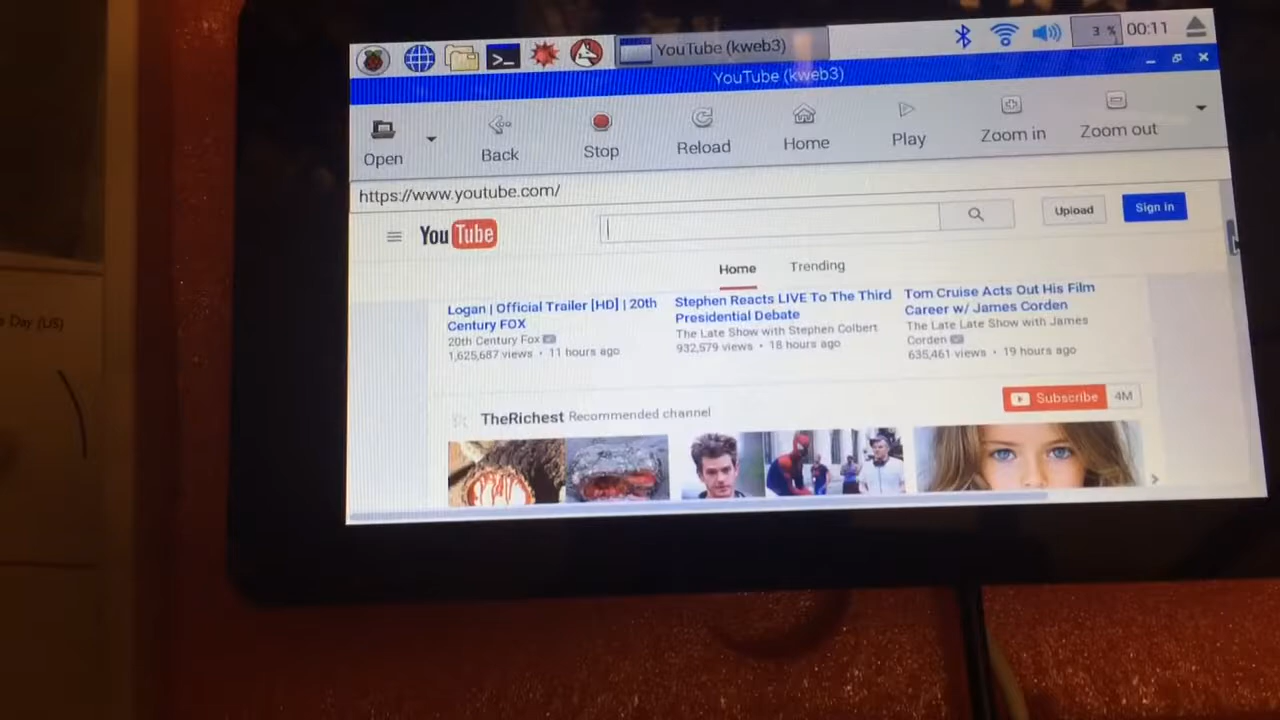 YouTube (kweb3)
3 %
00:11
YouTube (kweb3)
Open
Back
Stop
Reload
Home
Play
Zoom in
Zoom out
https://www.youtube.com/
YouTube
Upload
Sign in
Home
Trending
Logan | Official Trailer [HD] | 20th
Century FOX
20th Century Fox
1,625,687 views • 11 hours ago
Stephen Reacts LIVE To The Third
Presidential Debate
The Late Show with Stephen Colbert
932,579 views • 18 hours ago
Tom Cruise Acts Out His Film
Career w/ James Corden
The Late Late Show with James
Corden
635,461 views • 19 hours ago
TheRichest Recommended channel
Subscribe 4M
Day (US)